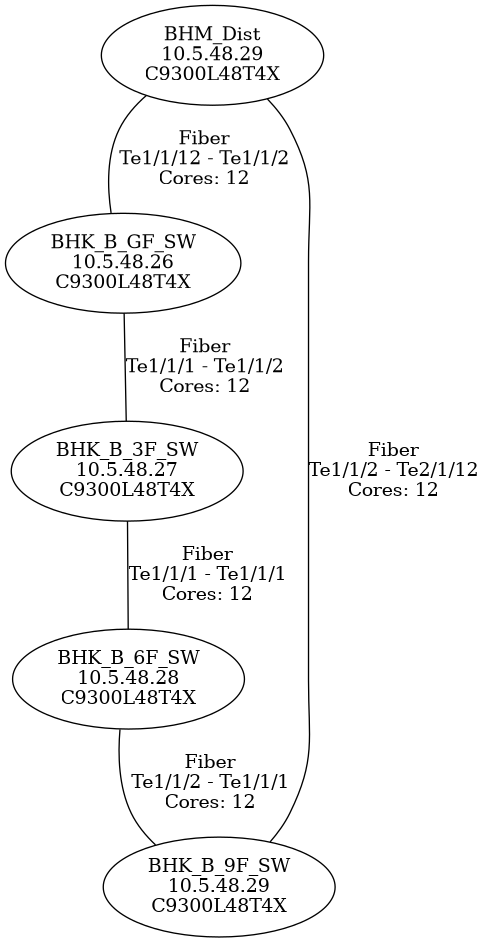 BHM_Dist
10.5.48.29
C9300L48T4X
Fiber
Te1/1/12 - Te1/1/2
Cores: 12
BHK_B_GF_SW
10.5.48.26
C9300L48T4X
Fiber
Te1/1/1 - Te1/1/2
Cores: 12
BHK_B_3F_SW
10.5.48.27
C9300L48T4X
Fiber
Te1/1/2 - Te2/1/12
Cores: 12
Fiber
Te1/1/1 - Te1/1/1
Cores: 12
BHK_B_6F_SW
10.5.48.28
C9300L48T4X
Fiber
Te1/1/2 - Te1/1/1
Cores: 12
BHK_B_9F_SW
10.5.48.29
C9300L48T4X